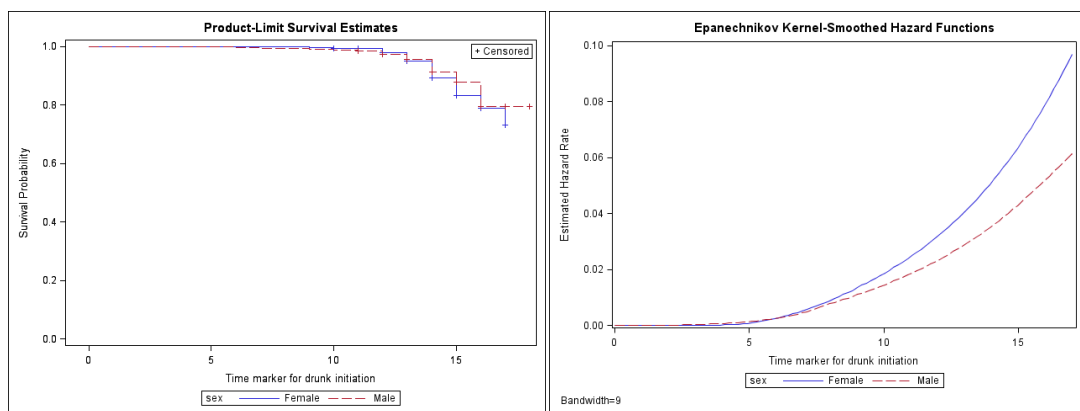 Product-Limit Survival Estimates
1.0
0.8
0.6
0.4
0.2
0.0
Survival Probability
+ Censored
0 5 10 15
Time marker for drunk initiation
sex Female Male
Epanechnikov Kernel-Smoothed Hazard Functions
0.10
0.08
0.06
0.04
0.02
0.00
Estimated Hazard Rate
0 5 10 15
Time marker for drunk initiation
sex Female Male
Bandwidth=9